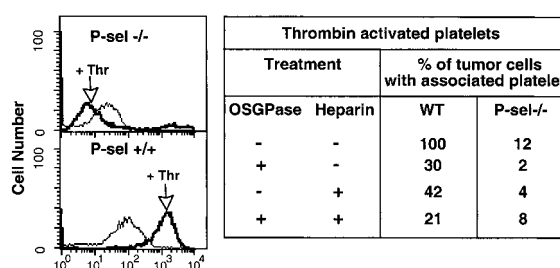 P-sel -/-
+ Thr
100
0
P-sel +/+
+ Thr
100
0
Cell Number
10^0 10^1 10^2 10^3 10^4
Thrombin activated platelets
Treatment
% of tumor cells
with associated platele
OSGPase Heparin WT P-sel-/-
- - 100 12
+ - 30 2
- + 42 4
+ + 21 8